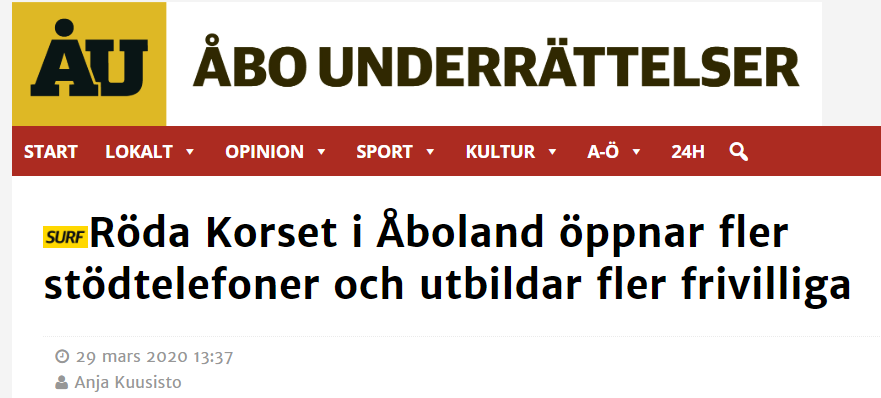 ÅU ÅBO UNDERRÄTTELSER
START LOKALT OPINION SPORT KULTUR A-Ö 24H
SURF Röda Korset i Åboland öppnar fler
stödtelefoner och utbildar fler frivilliga
29 mars 2020 13:37
Anja Kuusisto